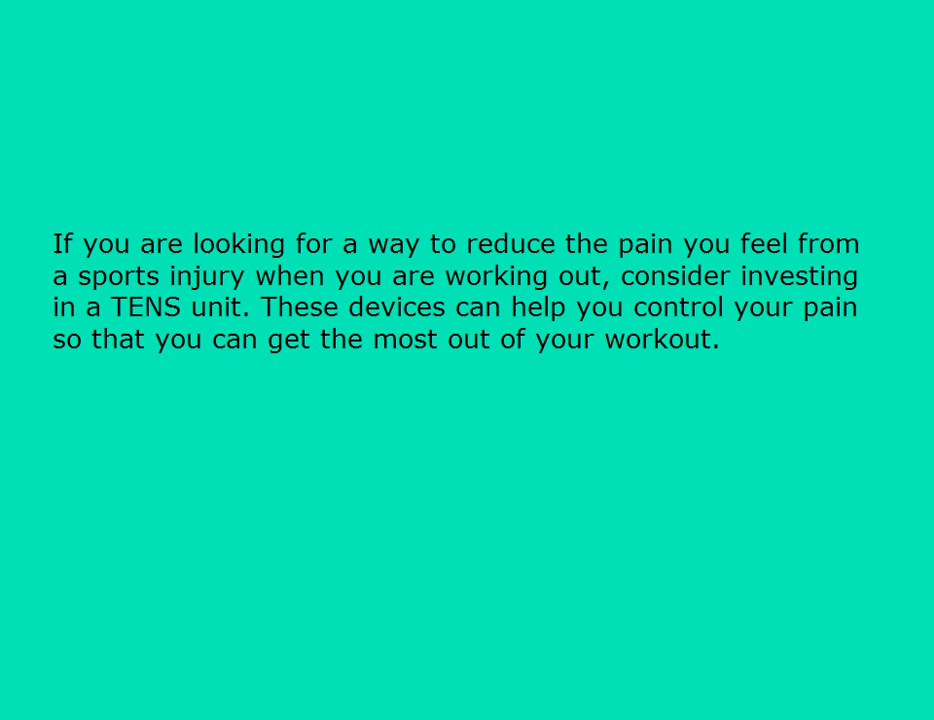 If you are looking for a way to reduce the pain you feel from
a sports injury when you are working out, consider investing
in a TENS unit. These devices can help you control your pain
so that you can get the most out of your workout.